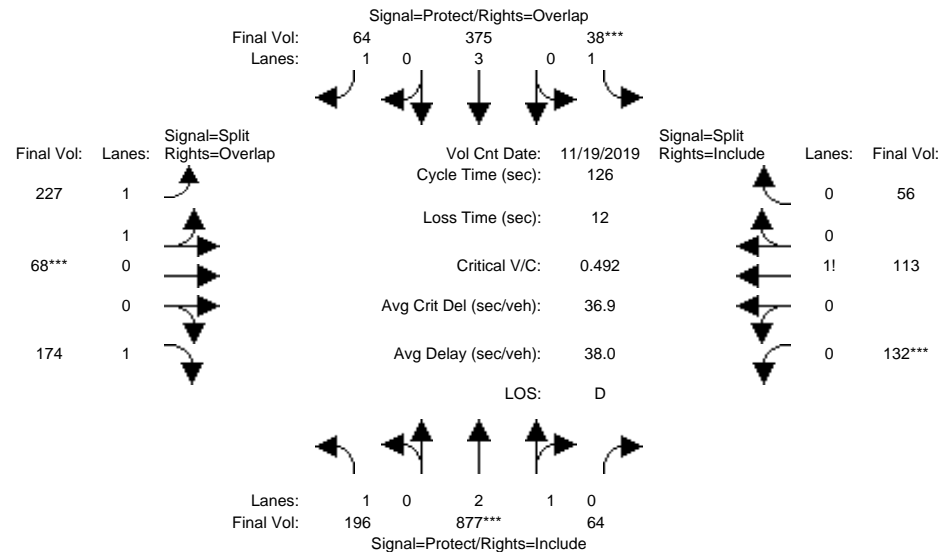 Signal=Protect/Rights=Overlap
Final Vol: 64 375 38***
Lanes: 1 0 3 0 1
Signal=Split Signal=Split
Final Vol: Lanes: Rights=Overlap Vol Cnt Date: 11/19/2019 Rights=Include Lanes: Final Vol:
Cycle Time (sec): 126
227 1 0 56
Loss Time (sec): 12
1 0
68*** 0 Critical V/C: 0.492 1! 113
0 Avg Crit Del (sec/veh): 36.9 0
174 1 Avg Delay (sec/veh): 38.0 0 132***
LOS: D
Lanes: 1 0 2 1 0
Final Vol: 196 877*** 64
Signal=Protect/Rights=Include